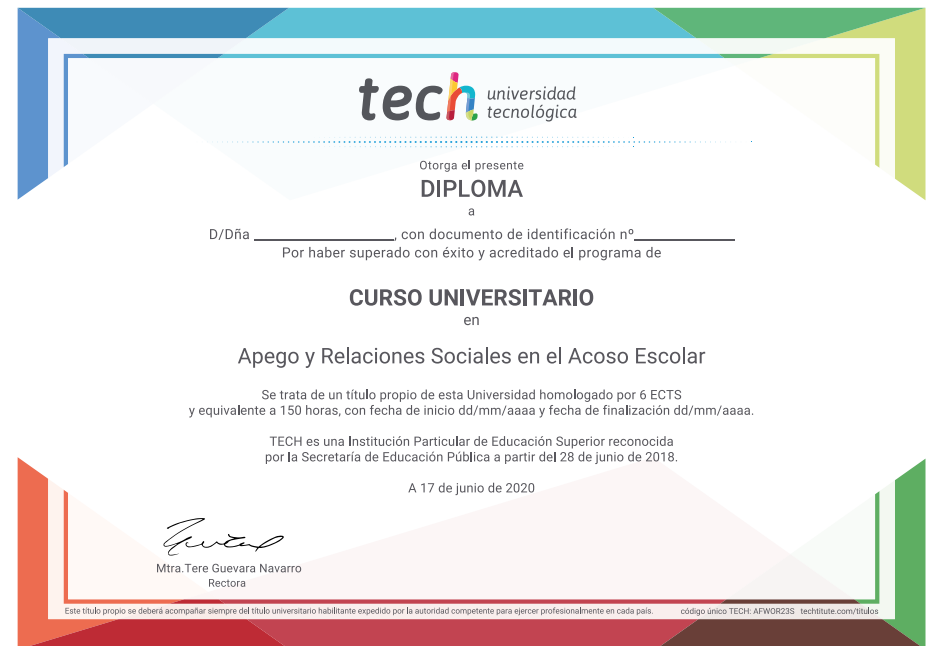 tech universidad
tecnológica
Otorga el presente
DIPLOMA
a
D/Dña ____________________, con documento de identificación nº______________
Por haber superado con éxito y acreditado el programa de
CURSO UNIVERSITARIO
en
Apego y Relaciones Sociales en el Acoso Escolar
Se trata de un título propio de esta Universidad homologado por 6 ECTS
y equivalente a 150 horas, con fecha de inicio dd/mm/aaaa y fecha de finalización dd/mm/aaaa.
TECH es una Institución Particular de Educación Superior reconocida
por la Secretaría de Educación Pública a partir del 28 de junio de 2018.
A 17 de junio de 2020
Mtra.Tere Guevara Navarro
Rectora
Este título propio se deberá acompañar siempre del título universitario habilitante expedido por la autoridad competente para ejercer profesionalmente en cada país. código único TECH: AFWOR23S techtitute.com/titulos